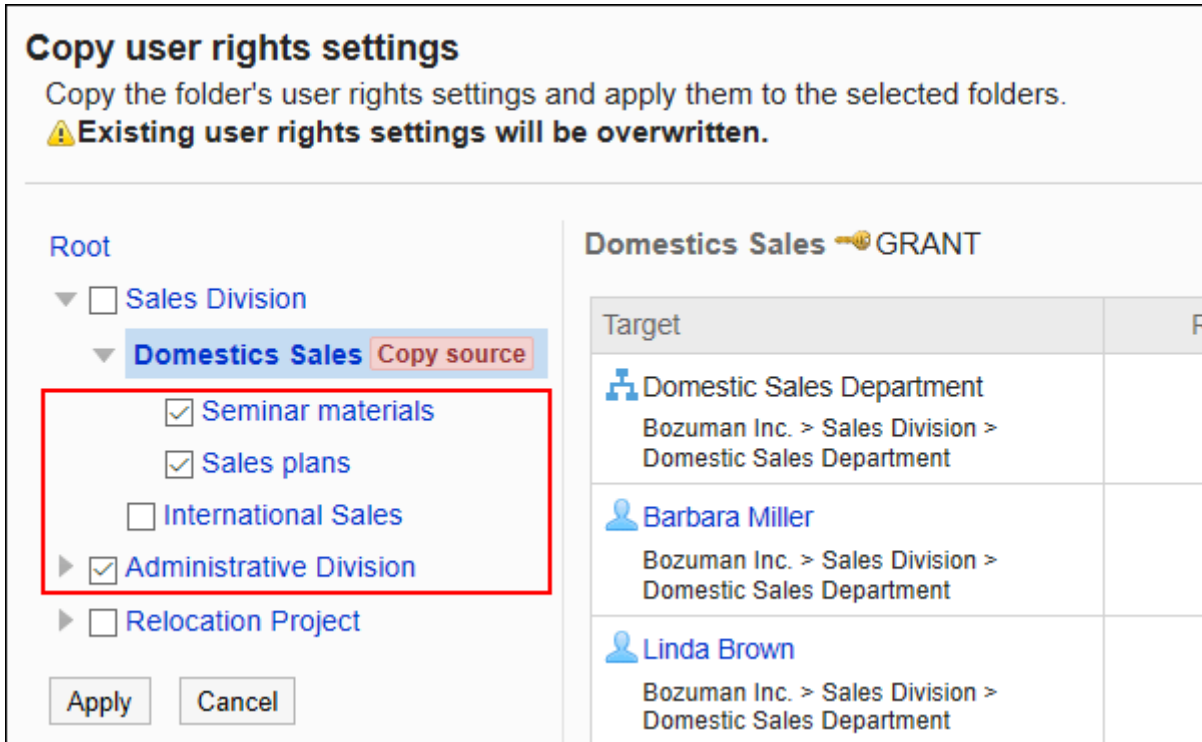 Copy user rights settings
Copy the folder's user rights settings and apply them to the selected folders.
Existing user rights settings will be overwritten.
Root
Sales Division
Domestics Sales Copy source
Seminar materials
Sales plans
International Sales
Administrative Division
Relocation Project
Apply Cancel
Domestics Sales GRANT
Target
Domestic Sales Department
Bozuman Inc. > Sales Division >
Domestic Sales Department
Barbara Miller
Bozuman Inc. > Sales Division >
Domestic Sales Department
Linda Brown
Bozuman Inc. > Sales Division >
Domestic Sales Department